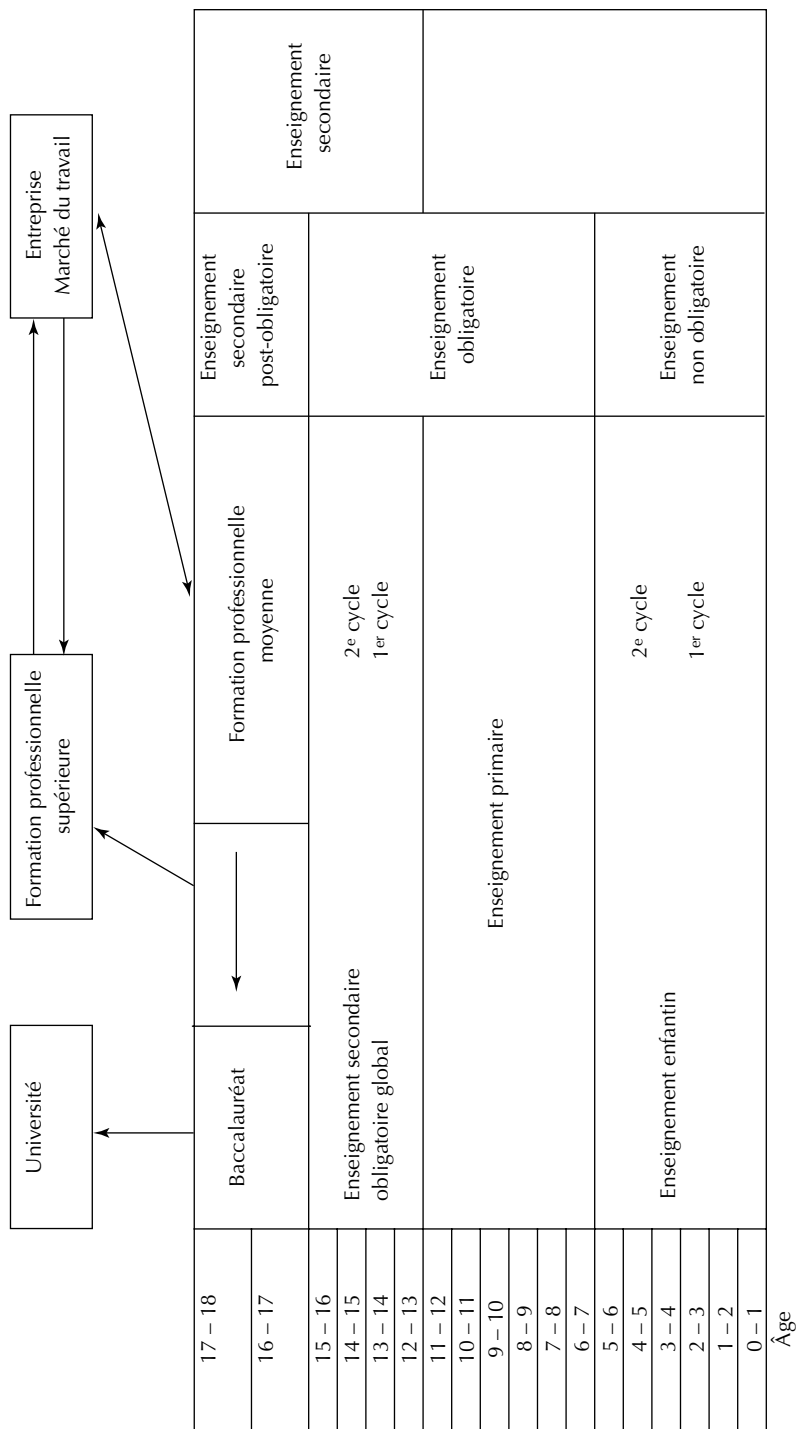 Université
Formation professionnelle
supérieure
Entreprise
Marché du travail
17 – 18
16 – 17
Baccalauréat
Formation professionnelle
moyenne
Enseignement
secondaire
post-obligatoire
Enseignement
secondaire
15 – 16
14 – 15
13 – 14
12 – 13
Enseignement secondaire
obligatoire global
2e cycle
1er cycle
Enseignement
obligatoire
11 – 12
10 – 11
9 – 10
8 – 9
7 – 8
6 – 7
Enseignement primaire
5 – 6
4 – 5
3 – 4
2 – 3
1 – 2
0 – 1
Enseignement enfantin
2e cycle
1er cycle
Enseignement
non obligatoire
Âge